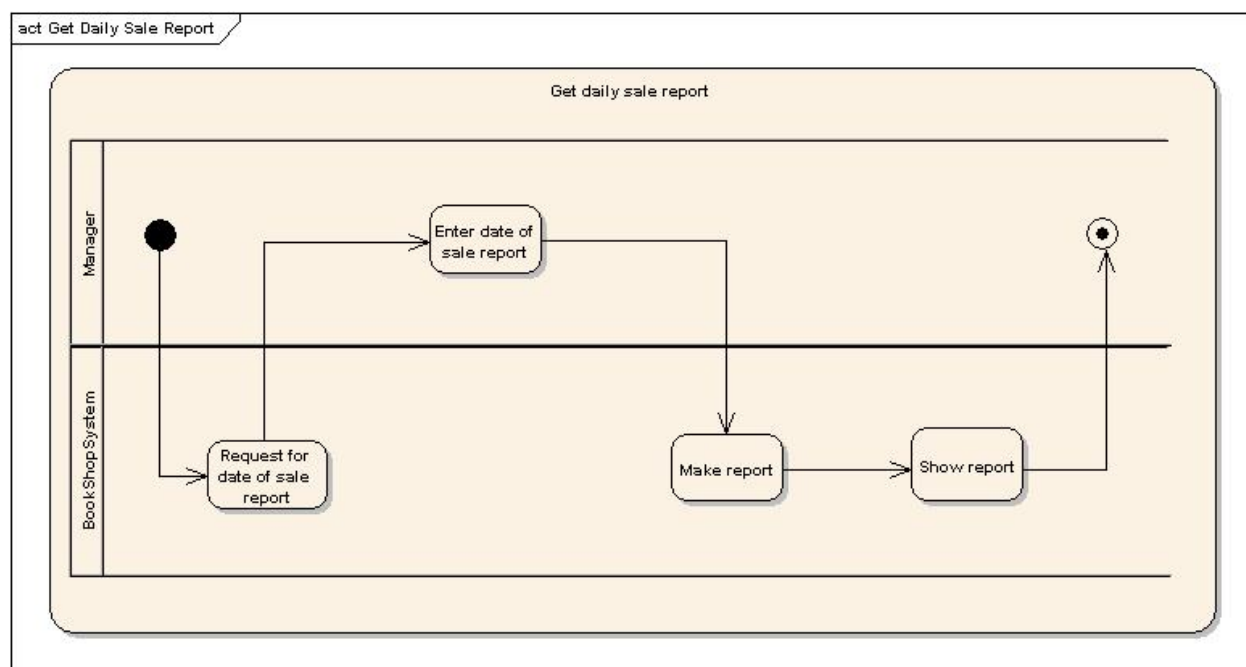 act Get Daily Sale Report
Get daily sale report
Manager
Enter date of
sale report
BookShopSystem
Request for
date of sale
report
Make report
Show report